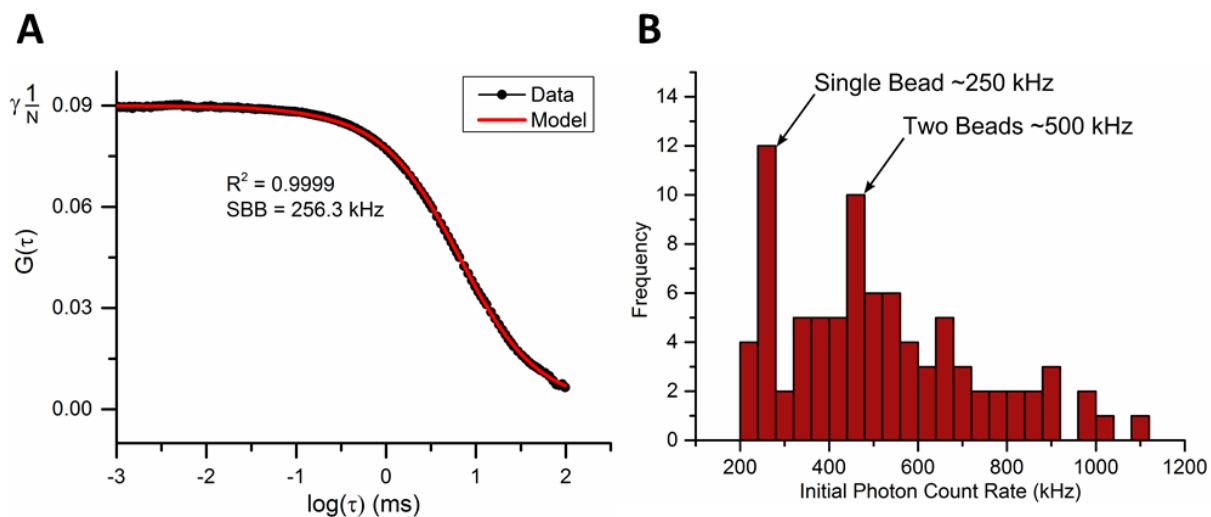 A
γ 1/N
0.09
0.06
0.03
0.00
G(τ)
Data
Model
R² = 0.9999
SBB = 256.3 kHz
-3 -2 -1 0 1 2
log(τ) (ms)
B
Single Bead ~250 kHz
Two Beads ~500 kHz
14
12
10
8
6
4
2
0
Frequency
200 400 600 800 1000 1200
Initial Photon Count Rate (kHz)